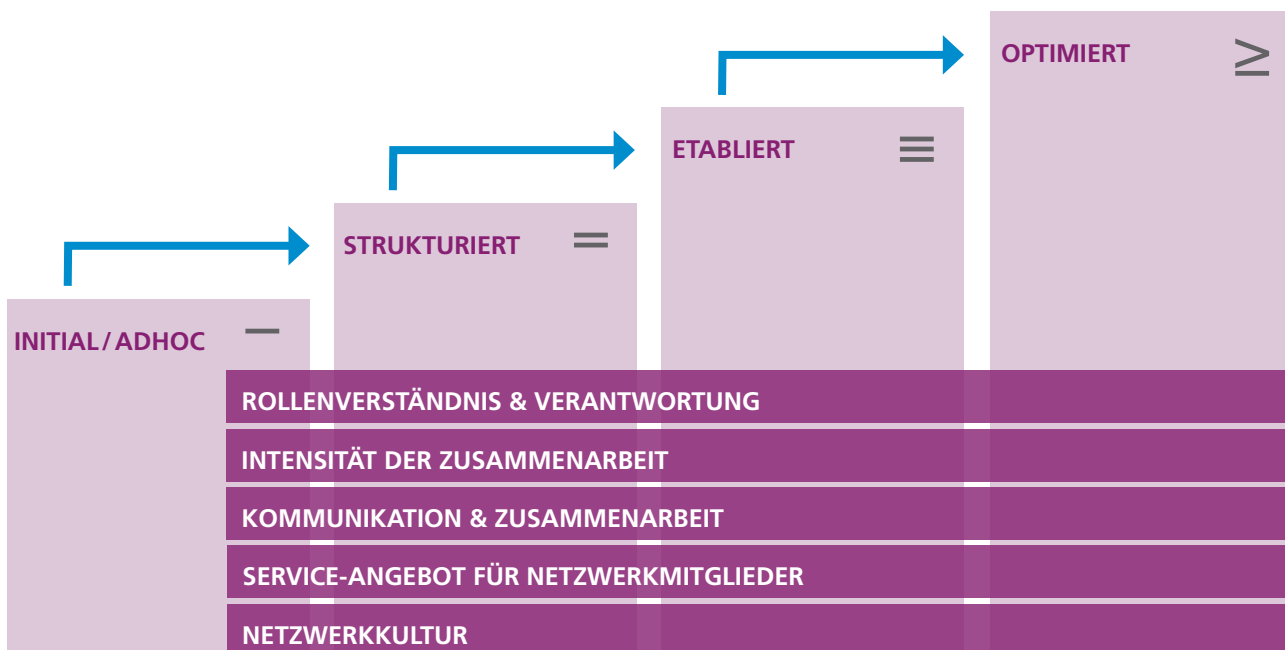 OPTIMIERT ≥
ETABLIERT ≡
STRUKTURIERT =
INITIAL / ADHOC —
ROLLENVERSTÄNDNIS & VERANTWORTUNG
INTENSITÄT DER ZUSAMMENARBEIT
KOMMUNIKATION & ZUSAMMENARBEIT
SERVICE-ANGEBOT FÜR NETZWERKMITGLIEDER
NETZWERKKULTUR